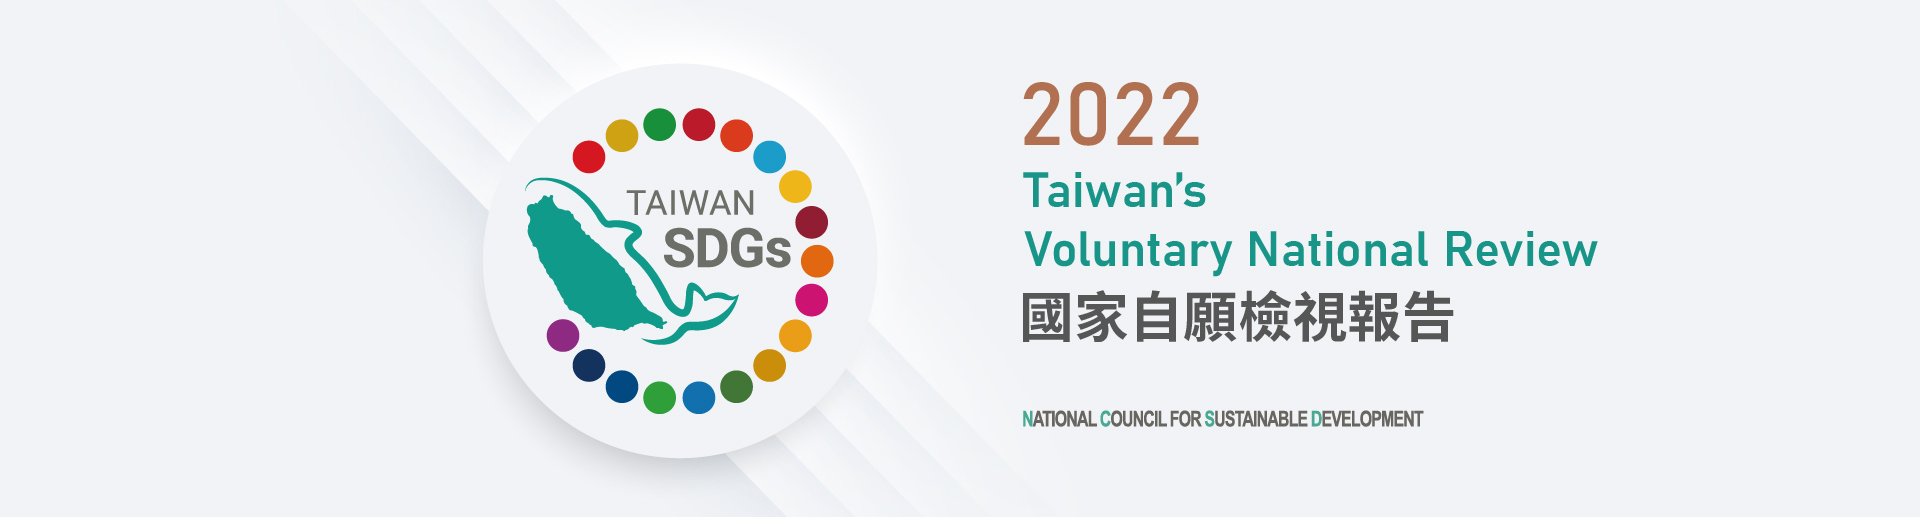 TAIWAN
SDGs
2022
Taiwan's
Voluntary National Review
國家自願檢視報告
NATIONAL COUNCIL FOR SUSTAINABLE DEVELOPMENT